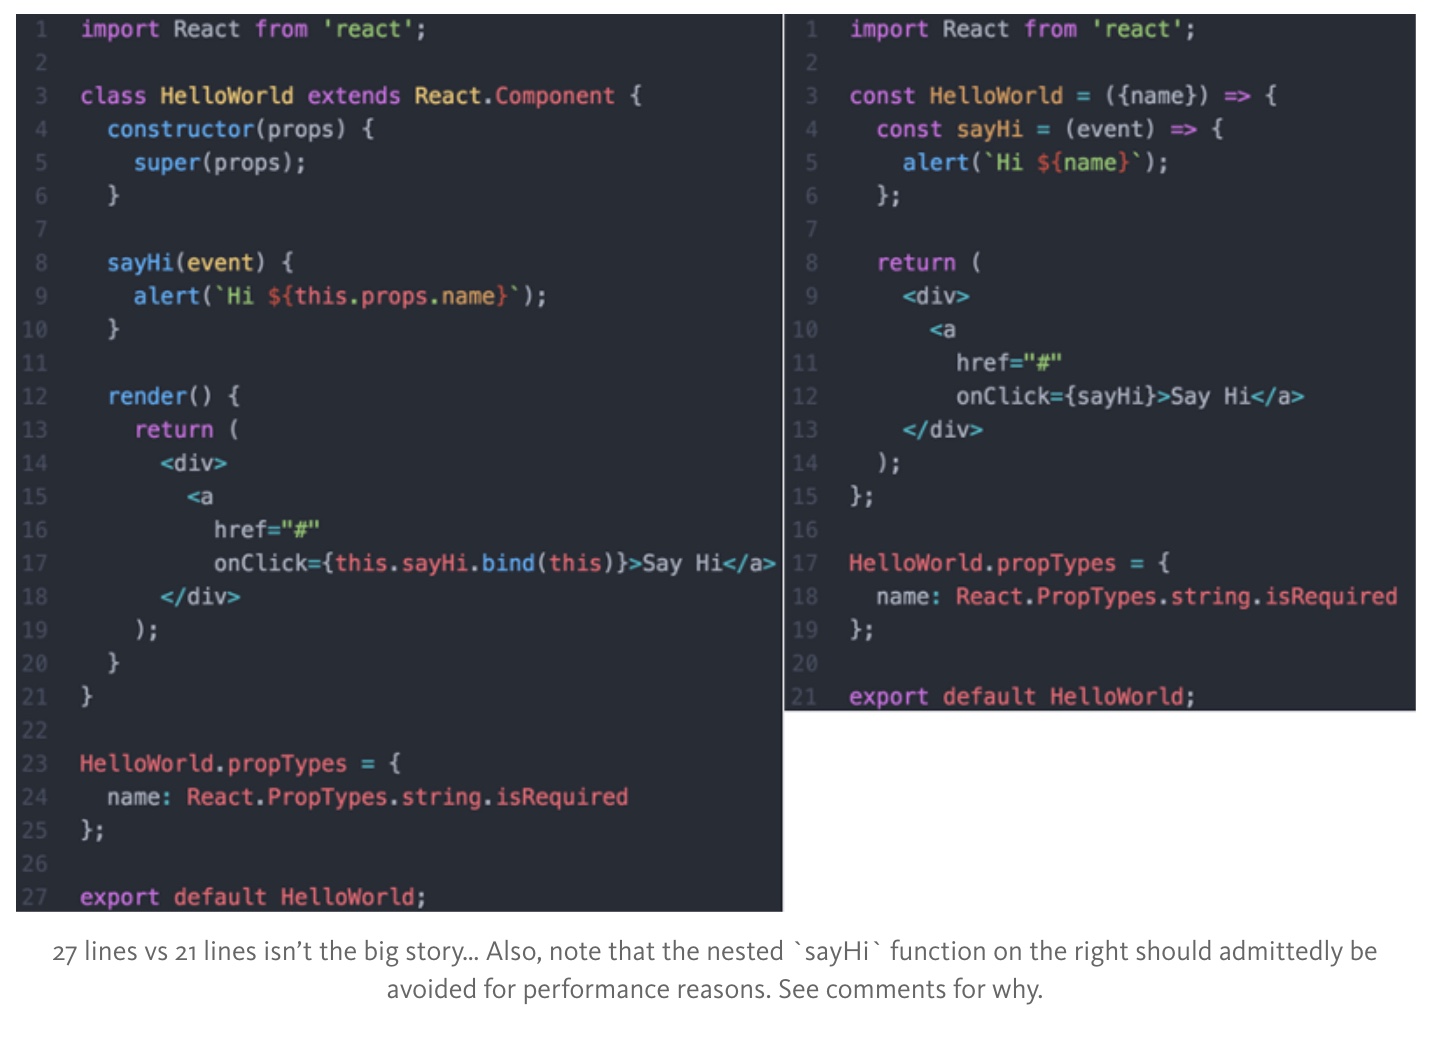 1 import React from 'react';
2
3 class HelloWorld extends React.Component {
4   constructor(props) {
5     super(props);
6   }
7
8   sayHi(event) {
9     alert(`Hi ${this.props.name}`);
10   }
11
12   render() {
13     return (
14       <div>
15         <a
16           href="#"
17           onClick={this.sayHi.bind(this)}>Say Hi</a>
18       </div>
19     );
20   }
21 }
22
23 HelloWorld.propTypes = {
24   name: React.PropTypes.string.isRequired
25 };
26
27 export default HelloWorld;
1 import React from 'react';
2
3 const HelloWorld = ({name}) => {
4   const sayHi = (event) => {
5     alert(`Hi ${name}`);
6   };
7
8   return (
9     <div>
10       <a
11         href="#"
12         onClick={sayHi}>Say Hi</a>
13     </div>
14   );
15 };
16
17 HelloWorld.propTypes = {
18   name: React.PropTypes.string.isRequired
19 };
20
21 export default HelloWorld;
27 lines vs 21 lines isn’t the big story… Also, note that the nested `sayHi` function on the right should admittedly be
avoided for performance reasons. See comments for why.